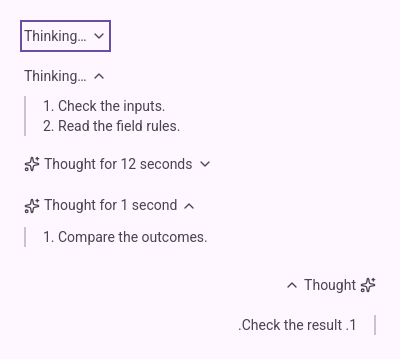 Thinking...
Thinking...
1. Check the inputs.
2. Read the field rules.
Thought for 12 seconds
Thought for 1 second
1. Compare the outcomes.
Thought
.Check the result .1